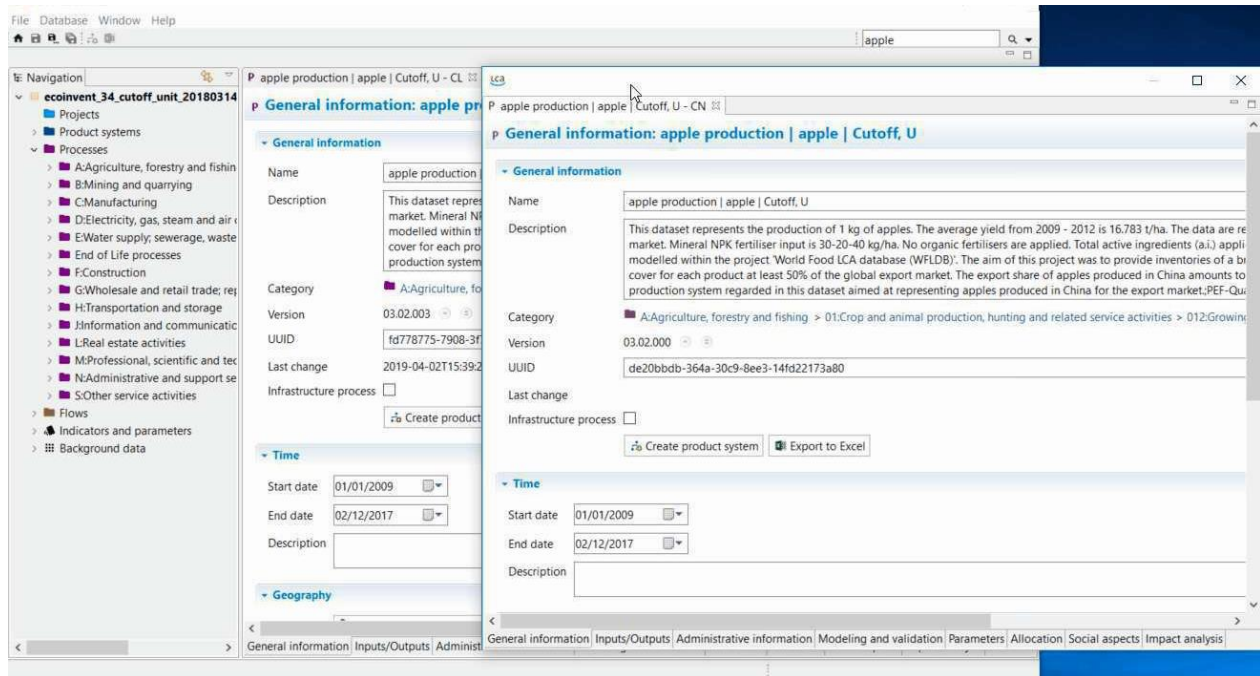 File Database Window Help
apple
Navigation
ecoinvent_34_cutoff_unit_20180314
Projects
Product systems
Processes
A:Agriculture, forestry and fishin
B:Mining and quarrying
C:Manufacturing
D:Electricity, gas, steam and air
E:Water supply; sewerage, waste
End of Life processes
F:Construction
G:Wholesale and retail trade; rep
H:Transportation and storage
J:Information and communicatic
L:Real estate activities
M:Professional, scientific and tec
N:Administrative and support se
S:Other service activities
Flows
Indicators and parameters
Background data
P apple production | apple | Cutoff, U - CL
P General information: apple pr
General information
Name apple production
Description This dataset repres
market. Mineral NP
modelled within th
cover for each pro
production system
Category A:Agriculture, fo
Version 03.02.003
UUID fd778775-7908-3f7
Last change 2019-04-02T15:39:2
Infrastructure process
Create product
Time
Start date 01/01/2009
End date 02/12/2017
Description
Geography
General information Inputs/Outputs Administ
lca
P apple production | apple | Cutoff, U - CN
P General information: apple production | apple | Cutoff, U
General information
Name apple production | apple | Cutoff, U
Description This dataset represents the production of 1 kg of apples. The average yield from 2009 - 2012 is 16.783 t/ha. The data are re
market. Mineral NPK fertiliser input is 30-20-40 kg/ha. No organic fertilisers are applied. Total active ingredients (a.i.) appli
modelled within the project 'World Food LCA database (WFLDB)'. The aim of this project was to provide inventories of a br
cover for each product at least 50% of the global export market. The export share of apples produced in China amounts to
production system regarded in this dataset aimed at representing apples produced in China for the export market.;PEF-Qua
Category A:Agriculture, forestry and fishing > 01:Crop and animal production, hunting and related service activities > 012:Growing
Version 03.02.000
UUID de20bbdb-364a-30c9-8ee3-14fd22173a80
Last change
Infrastructure process
Create product system Export to Excel
Time
Start date 01/01/2009
End date 02/12/2017
Description
General information Inputs/Outputs Administrative information Modeling and validation Parameters Allocation Social aspects Impact analysis